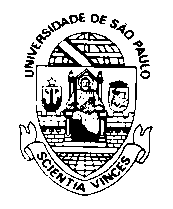 UNIVERSIDADE DE SÃO PAULO
SCIENTIA VINCES